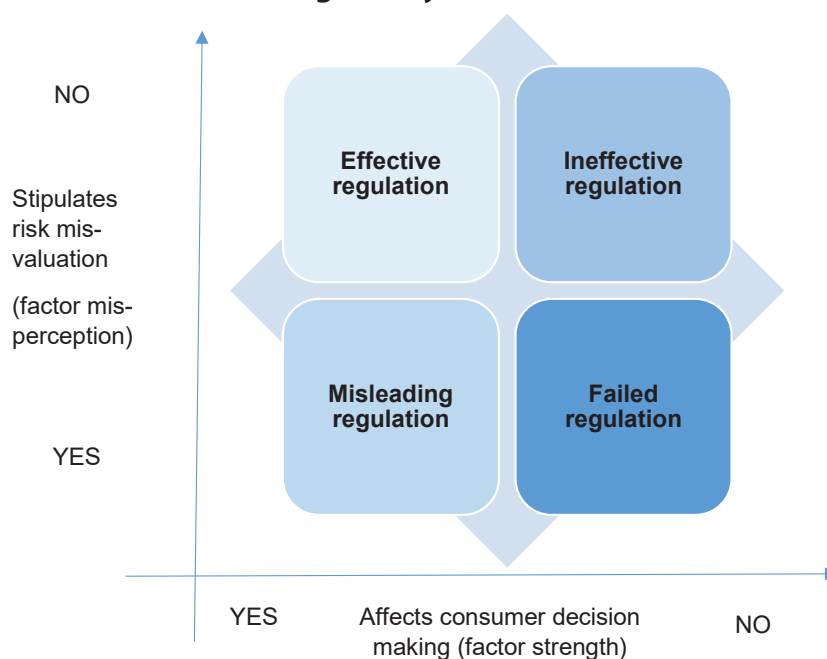 NO
Effective
regulation
Ineffective
regulation
Stipulates
risk mis-
valuation
(factor mis-
perception)
Misleading
regulation
Failed
regulation
YES
YES
Affects consumer decision
making (factor strength)
NO